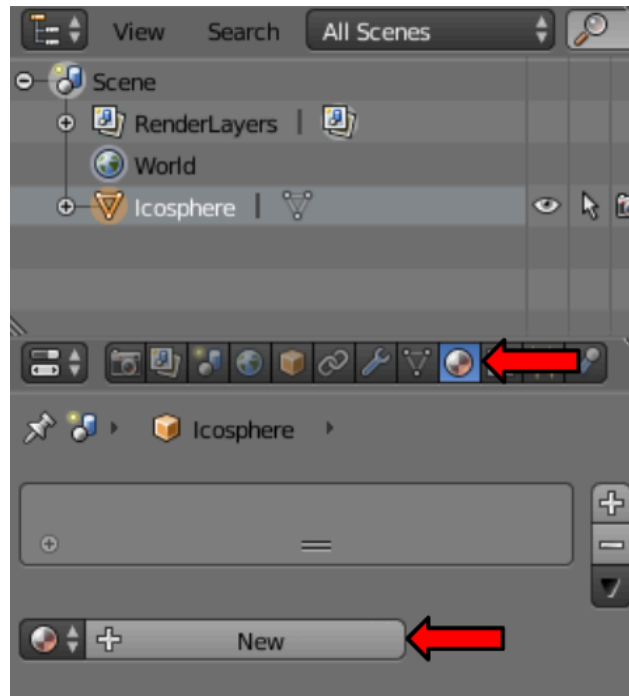 View Search All Scenes
Scene
RenderLayers
World
Icosphere
Icosphere
New